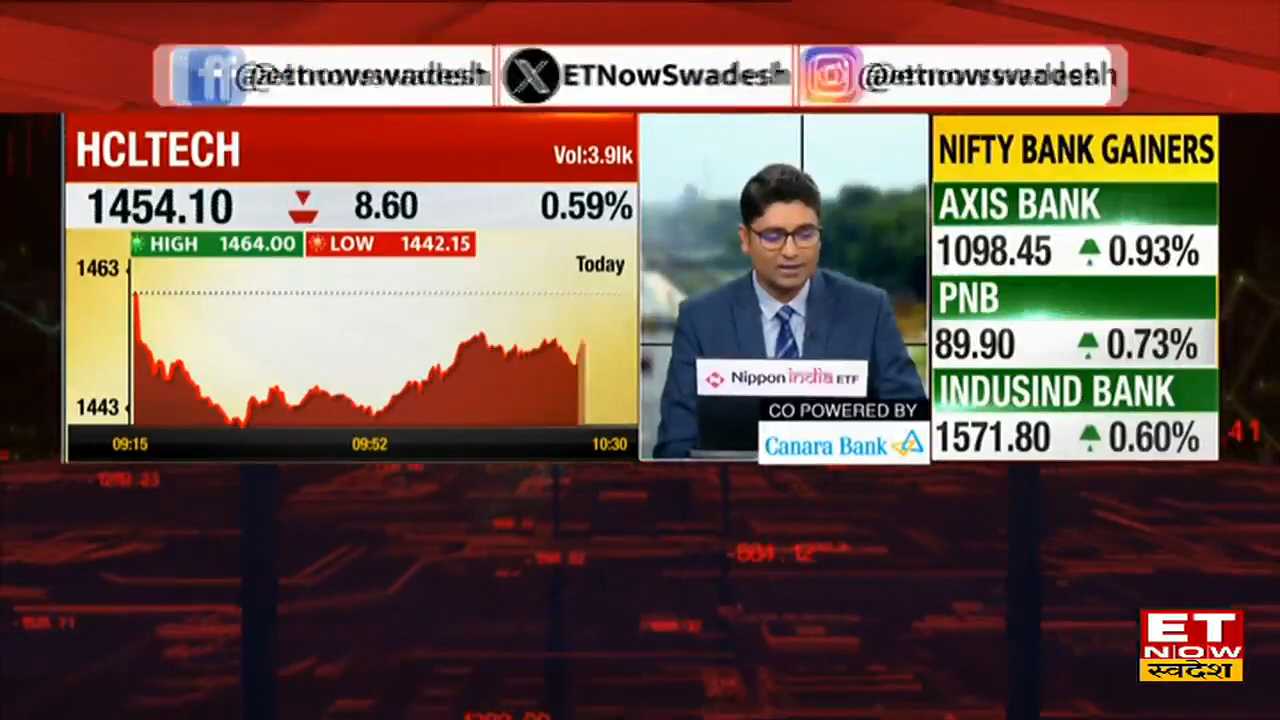 @etnowswadesh
ETNowSwadesh
@etnowswadesh
HCLTECH
Vol:3.9lk
1454.10 8.60 0.59%
HIGH 1464.00 LOW 1442.15
Today
1463
1443
09:15 09:52 10:30
Nippon india ETF
CO POWERED BY
Canara Bank
NIFTY BANK GAINERS
AXIS BANK
1098.45 0.93%
PNB
89.90 0.73%
INDUSIND BANK
1571.80 0.60%
41
ET
NOW
स्वदेश